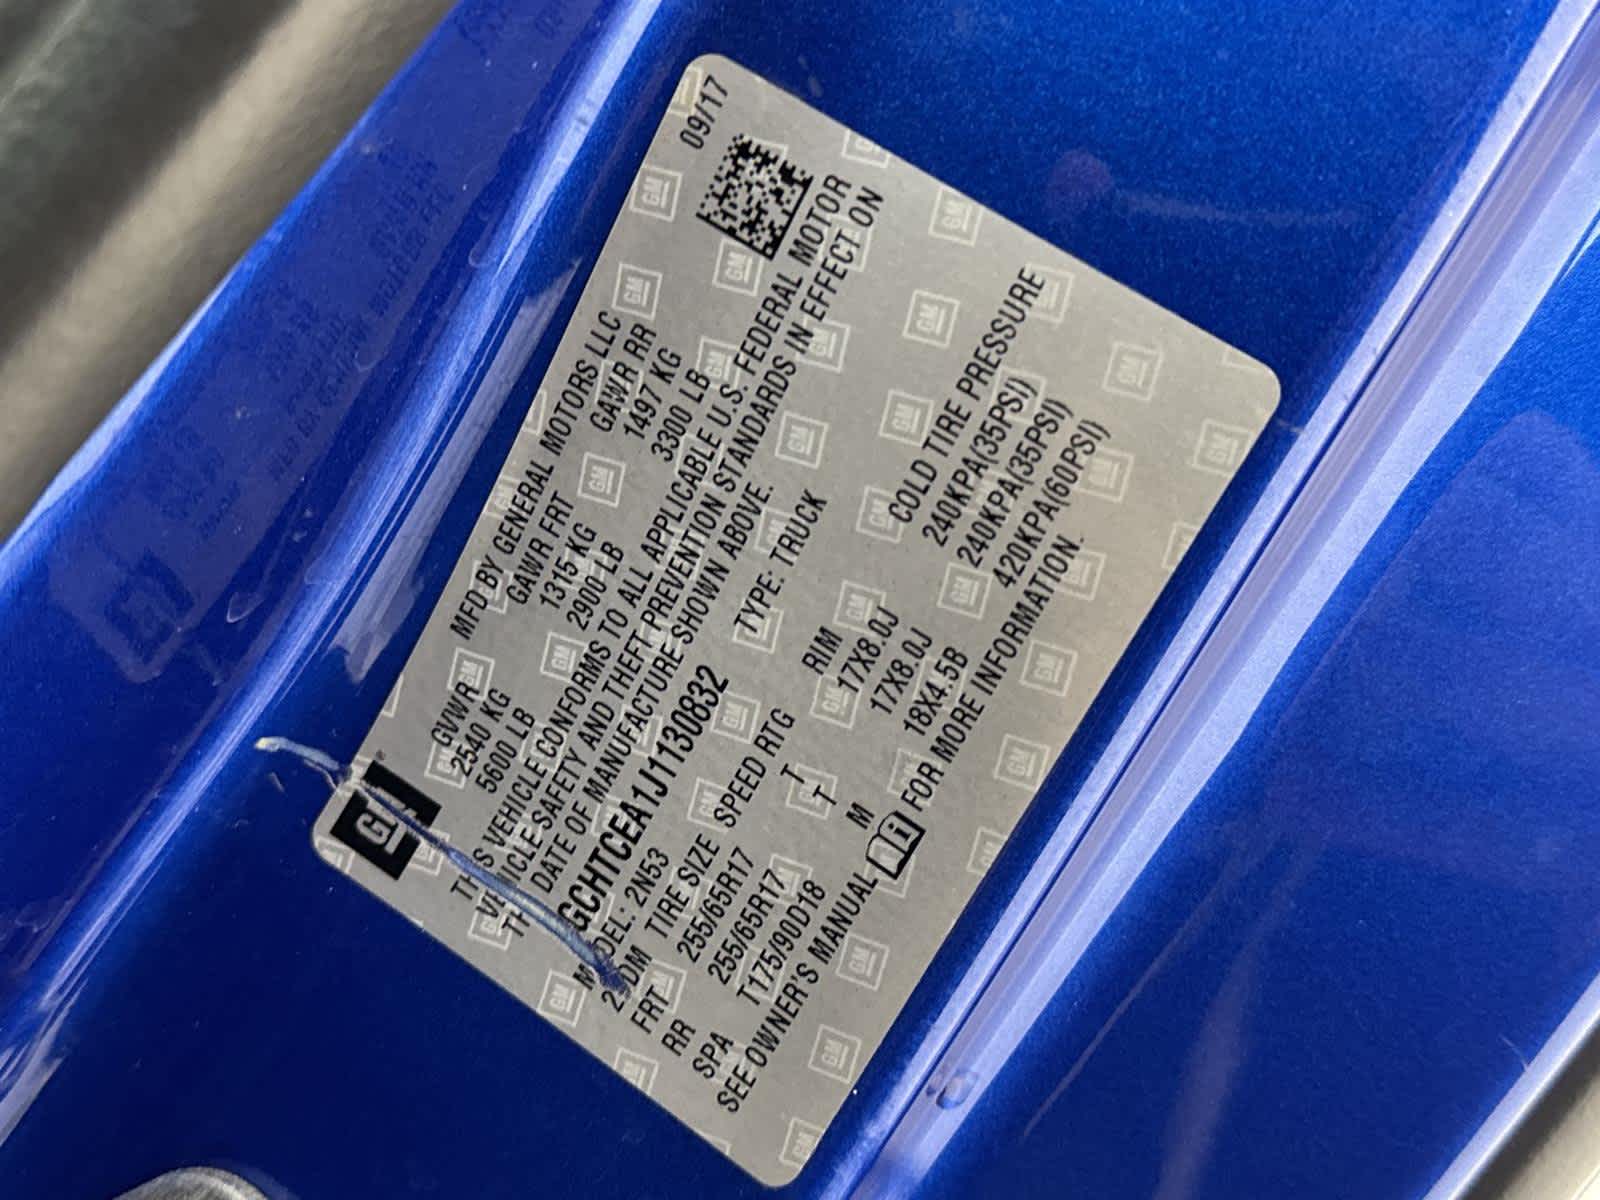 GM
09/17
MFD BY GENERAL MOTORS LLC
GVWR GAWR FRT GAWR RR
2540 KG 1315 KG 1497 KG
5600 LB 2900 LB 3300 LB
THIS VEHICLE CONFORMS TO ALL APPLICABLE U.S. FEDERAL MOTOR
VEHICLE SAFETY AND THEFT PREVENTION STANDARDS IN EFFECT ON
DATE OF MANUFACTURE SHOWN ABOVE.
GCHTCEA1J1130832 TYPE: TRUCK
MODEL: 2N53
TIRE SIZE SPEED RTG RIM COLD TIRE PRESSURE
FRT 255/65R17 T 17X8.0J 240KPA(35PSI)
RR 255/65R17 T 17X8.0J 240KPA(35PSI)
SPA T175/90D18 M 18X4.5B 420KPA(60PSI)
SEE OWNER'S MANUAL FOR MORE INFORMATION.